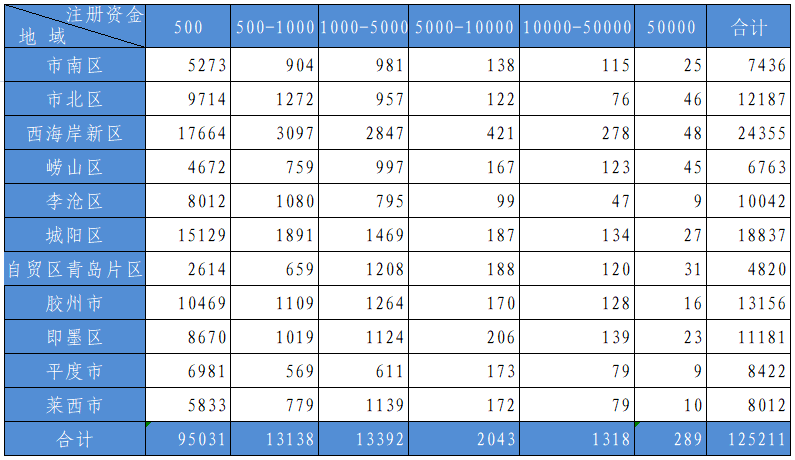 注册资金 500 500-1000 1000-5000 5000-10000 10000-50000 50000 合计
地 域
市南区 5273 904 981 138 115 25 7436
市北区 9714 1272 957 122 76 46 12187
西海岸新区 17664 3097 2847 421 278 48 24355
崂山区 4672 759 997 167 123 45 6763
李沧区 8012 1080 795 99 47 9 10042
城阳区 15129 1891 1469 187 134 27 18837
自贸区青岛片区 2614 659 1208 188 120 31 4820
胶州市 10469 1109 1264 170 128 16 13156
即墨区 8670 1019 1124 206 139 23 11181
平度市 6981 569 611 173 79 9 8422
莱西市 5833 779 1139 172 79 10 8012
合计 95031 13138 13392 2043 1318 289 125211